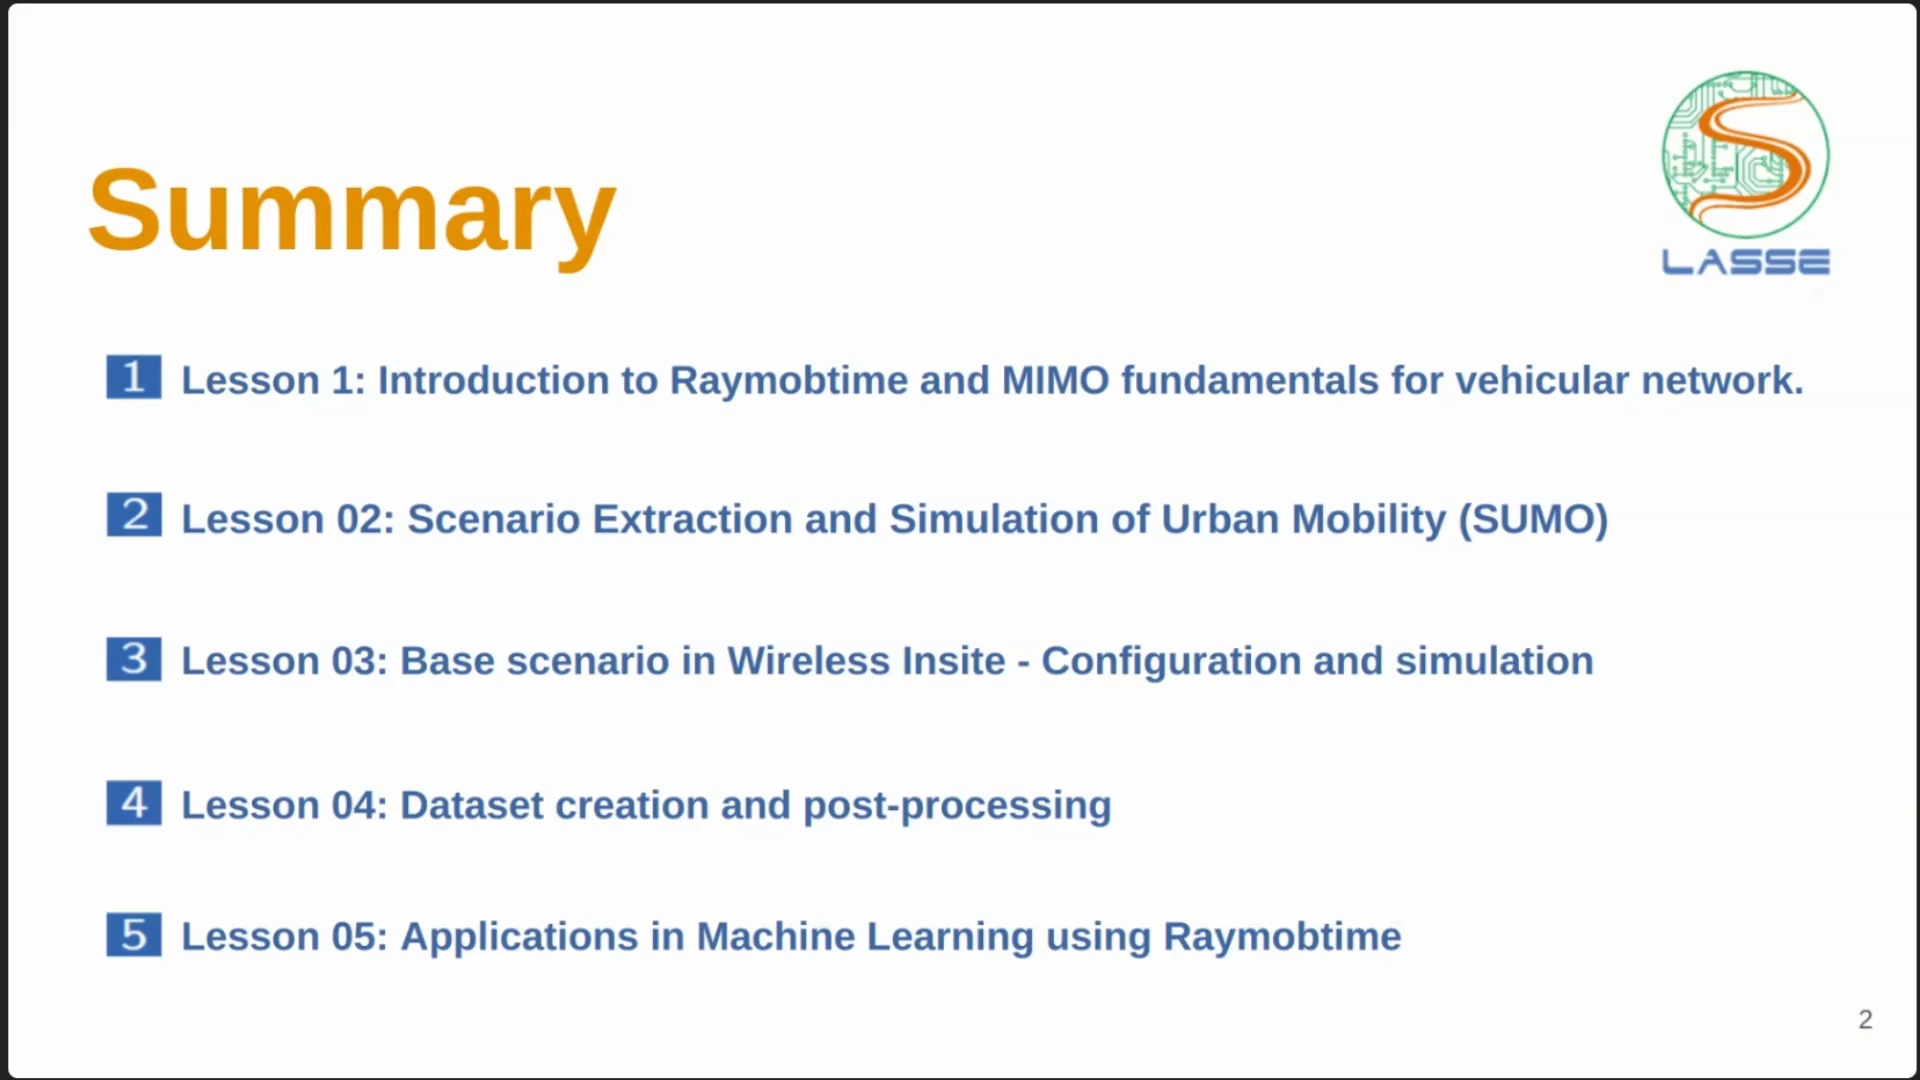 LASSE
Summary
1 Lesson 1: Introduction to Raymobtime and MIMO fundamentals for vehicular network.
2 Lesson 02: Scenario Extraction and Simulation of Urban Mobility (SUMO)
3 Lesson 03: Base scenario in Wireless Insite - Configuration and simulation
4 Lesson 04: Dataset creation and post-processing
5 Lesson 05: Applications in Machine Learning using Raymobtime
2